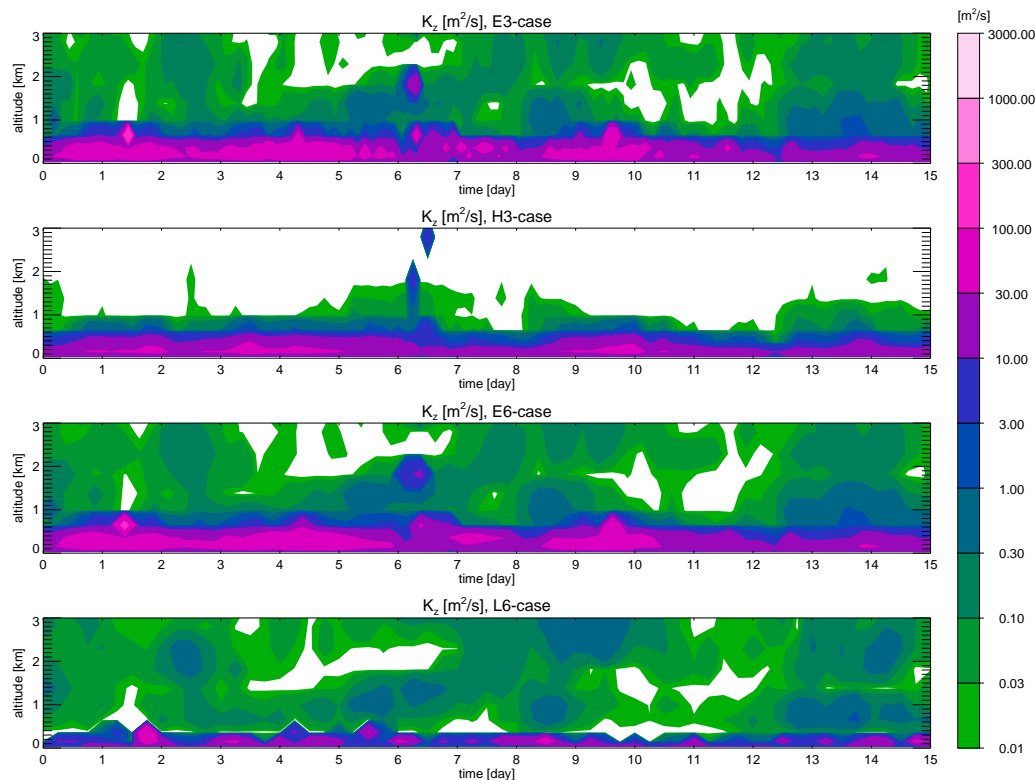 K_z [m²/s], E3-case
[m²/s]
altitude [km]
3
2
1
0
0 1 2 3 4 5 6 7 8 9 10 11 12 13 14 15
time [day]
K_z [m²/s], H3-case
altitude [km]
3
2
1
0
0 1 2 3 4 5 6 7 8 9 10 11 12 13 14 15
time [day]
K_z [m²/s], E6-case
altitude [km]
3
2
1
0
0 1 2 3 4 5 6 7 8 9 10 11 12 13 14 15
time [day]
K_z [m²/s], L6-case
altitude [km]
3
2
1
0
0 1 2 3 4 5 6 7 8 9 10 11 12 13 14 15
time [day]
3000.00
1000.00
300.00
100.00
30.00
10.00
3.00
1.00
0.30
0.10
0.03
0.01